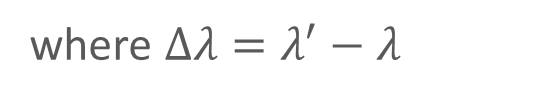 where Δλ = λ′ − λ